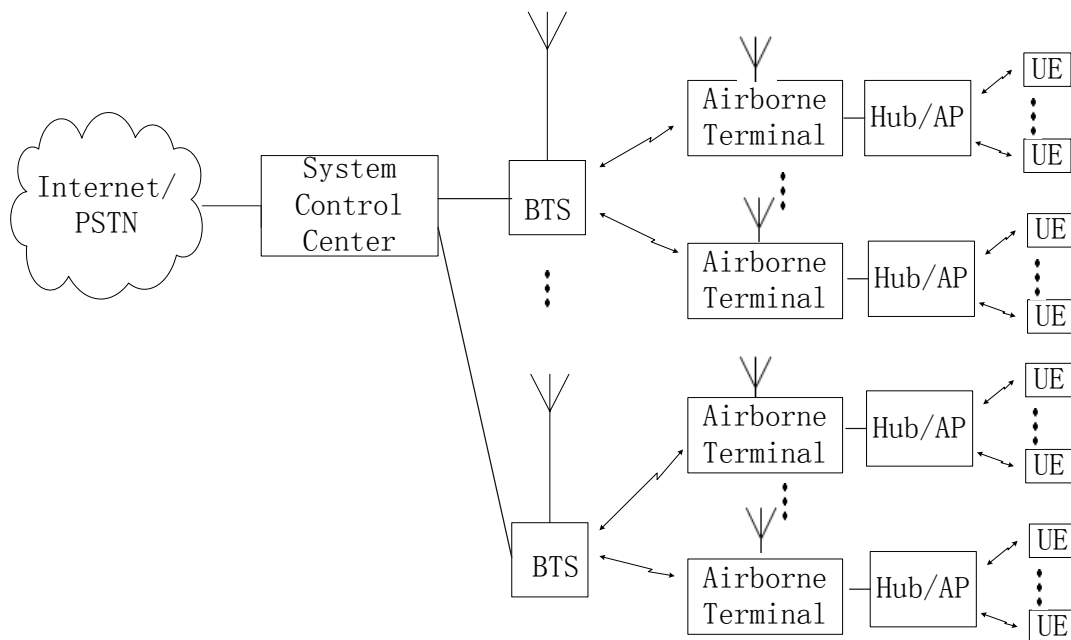 Internet/
PSTN
System
Control
Center
BTS
Airborne
Terminal
Hub/AP
UE
UE
Airborne
Terminal
Hub/AP
UE
UE
BTS
Airborne
Terminal
Hub/AP
UE
UE
Airborne
Terminal
Hub/AP
UE
UE